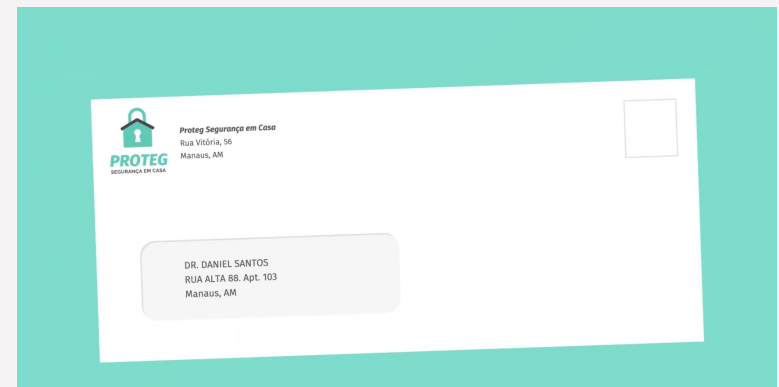 Proteg Segurança em Casa
Rua Vitória, 56
Manaus, AM
PROTEG
SEGURANÇA EM CASA
DR. DANIEL SANTOS
RUA ALTA 88. Apt. 103
Manaus, AM